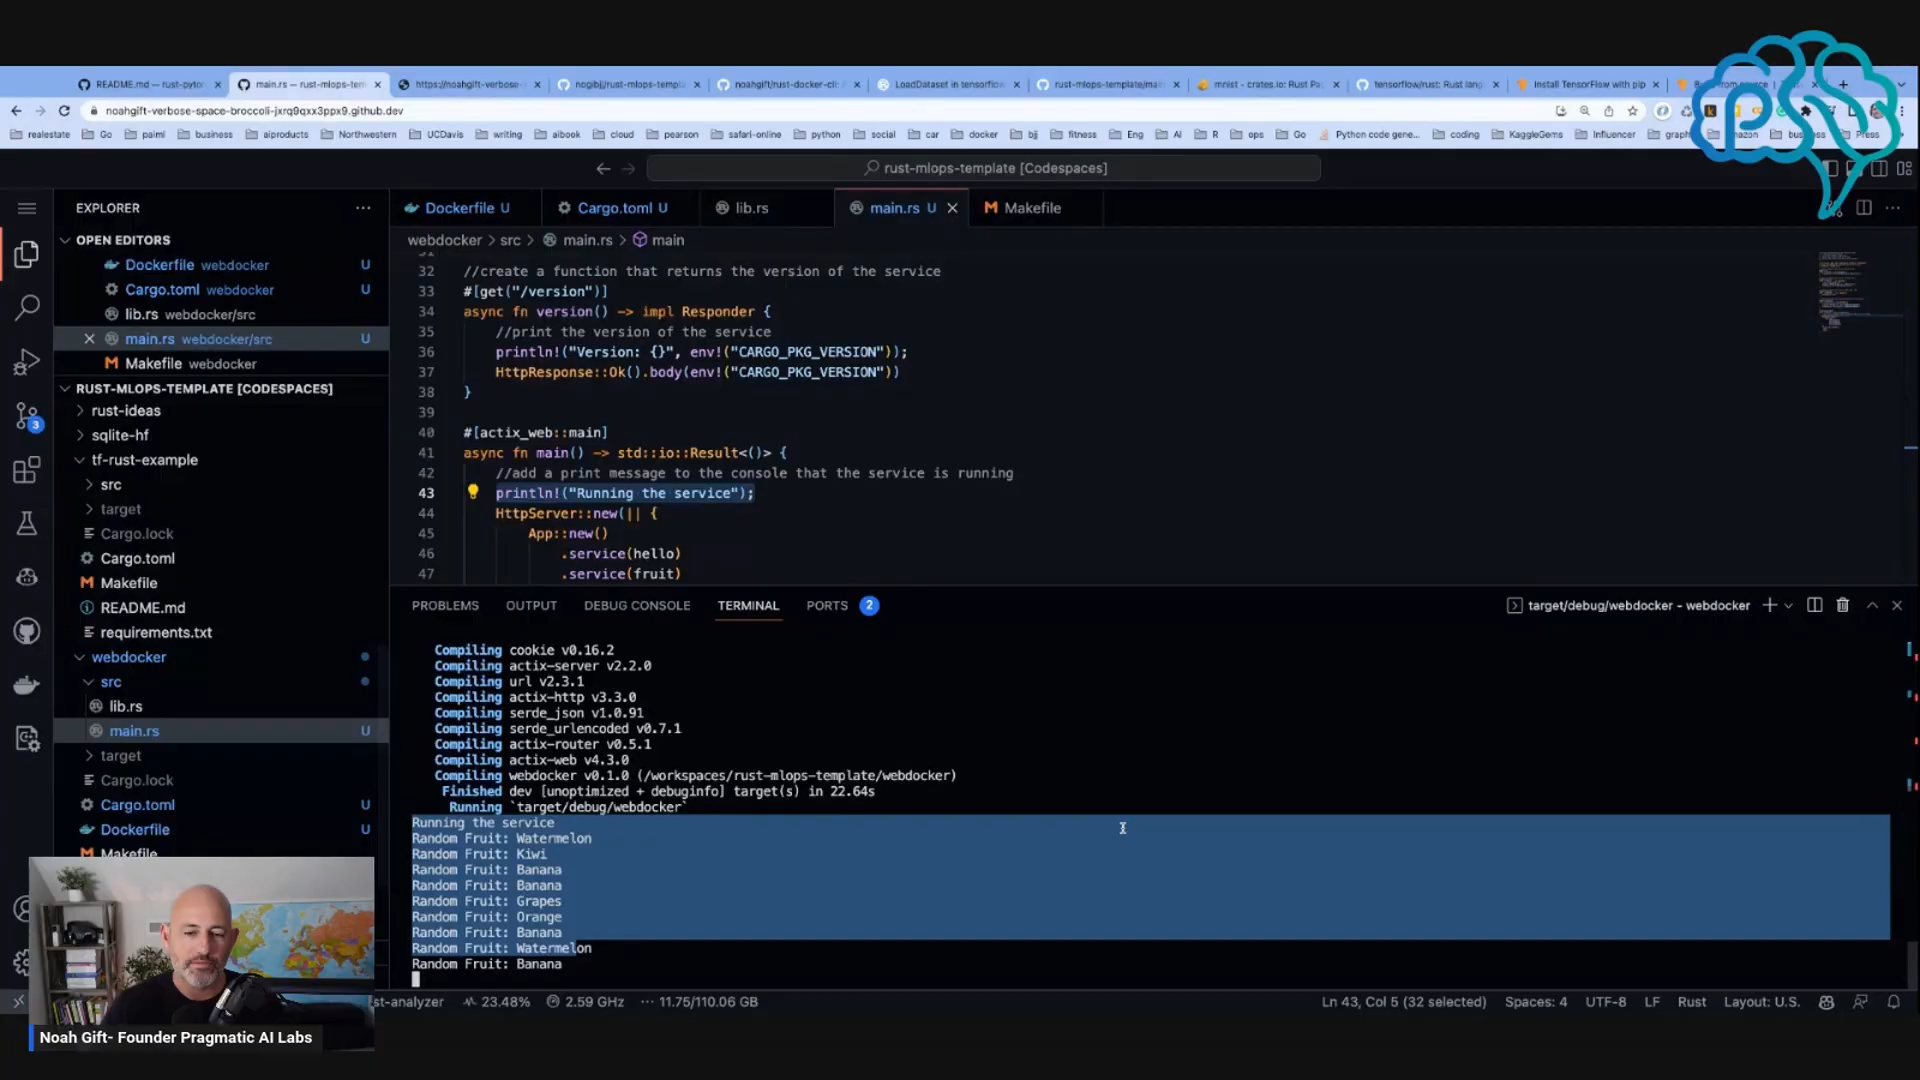 README.md — rust-pytor
main.rs — rust-mlops-tem
https://noahgift-verbose-
nogibjj/rust-mlops-templa
noahgift/rust-docker-cli: A
LoadDataset in tensorflow
rust-mlops-template/mai
mnist - crates.io: Rust Pa
tensorflow/rust: Rust lang
Install TensorFlow with pip
noahgift-verbose-space-broccoli-jxrq9qxx3ppx9.github.dev
realestate Go paiml business aiproducts Northwestern UCDavis writing aibook cloud pearson safari-online python social car docker bjj fitness Eng AI R ops Go Python code gene... coding KaggleGems Influencer graph Press
rust-mlops-template [Codespaces]
EXPLORER
OPEN EDITORS
Dockerfile webdocker U
Cargo.toml webdocker U
lib.rs webdocker/src
main.rs webdocker/src U
Makefile webdocker
RUST-MLOPS-TEMPLATE [CODESPACES]
rust-ideas
sqlite-hf
tf-rust-example
src
target
Cargo.lock
Cargo.toml
Makefile
README.md
requirements.txt
webdocker
src
lib.rs
main.rs U
target
Cargo.lock
Cargo.toml U
Dockerfile U
Makefile
3
Dockerfile U Cargo.toml U lib.rs main.rs U Makefile
webdocker > src > main.rs > main
31
32 //create a function that returns the version of the service
33 #[get("/version")]
34 async fn version() -> impl Responder {
35 //print the version of the service
36 println!("Version: {}", env!("CARGO_PKG_VERSION"));
37 HttpResponse::Ok().body(env!("CARGO_PKG_VERSION"))
38 }
39
40 #[actix_web::main]
41 async fn main() -> std::io::Result<()> {
42 //add a print message to the console that the service is running
43 println!("Running the service");
44 HttpServer::new(|| {
45 App::new()
46 .service(hello)
47 .service(fruit)
PROBLEMS OUTPUT DEBUG CONSOLE TERMINAL PORTS 2
target/debug/webdocker - webdocker
Compiling cookie v0.16.2
Compiling actix-server v2.2.0
Compiling url v2.3.1
Compiling actix-http v3.3.0
Compiling serde_json v1.0.91
Compiling serde_urlencoded v0.7.1
Compiling actix-router v0.5.1
Compiling actix-web v4.3.0
Compiling webdocker v0.1.0 (/workspaces/rust-mlops-template/webdocker)
Finished dev [unoptimized + debuginfo] target(s) in 22.64s
Running `target/debug/webdocker`
Running the service
Random Fruit: Watermelon
Random Fruit: Kiwi
Random Fruit: Banana
Random Fruit: Banana
Random Fruit: Grapes
Random Fruit: Orange
Random Fruit: Banana
Random Fruit: Watermelon
Random Fruit: Banana
st-analyzer 23.48% 2.59 GHz 11.75/110.06 GB
Ln 43, Col 5 (32 selected) Spaces: 4 UTF-8 LF Rust Layout: U.S.
Noah Gift- Founder Pragmatic AI Labs